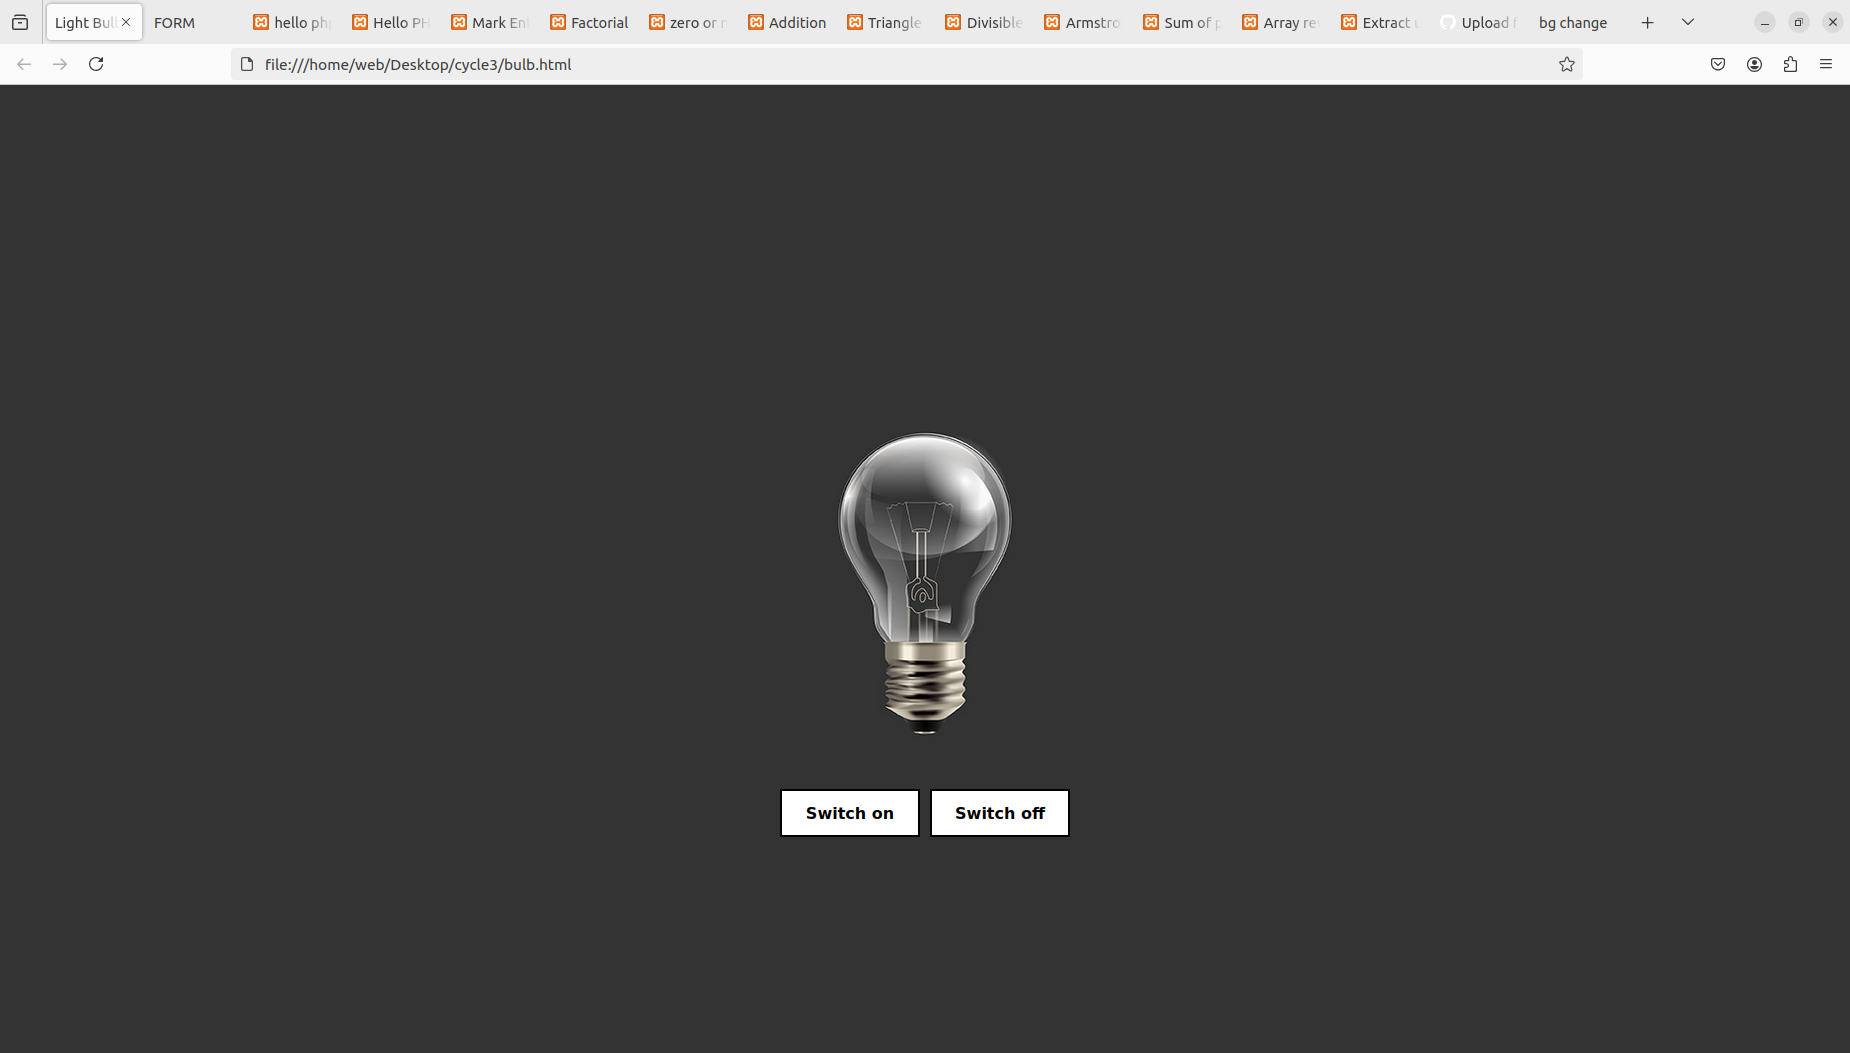 Light Bul
FORM
hello ph
Hello PH
Mark En
Factorial
zero or
Addition
Triangle
Divisible
Armstro
Sum of p
Array re
Extract
Upload f
bg change
file:///home/web/Desktop/cycle3/bulb.html
Switch on
Switch off